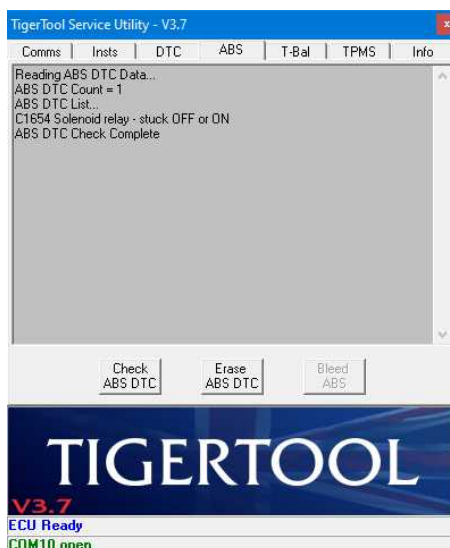 TigerTool Service Utility - V3.7
x
Comms Insts DTC ABS T-Bal TPMS Info
Reading ABS DTC Data...
ABS DTC Count = 1
ABS DTC List...
C1654 Solenoid relay - stuck OFF or ON
ABS DTC Check Complete
Check
ABS DTC
Erase
ABS DTC
Bleed
ABS
TIGERTOOL
V3.7
ECU Ready
COM10 open